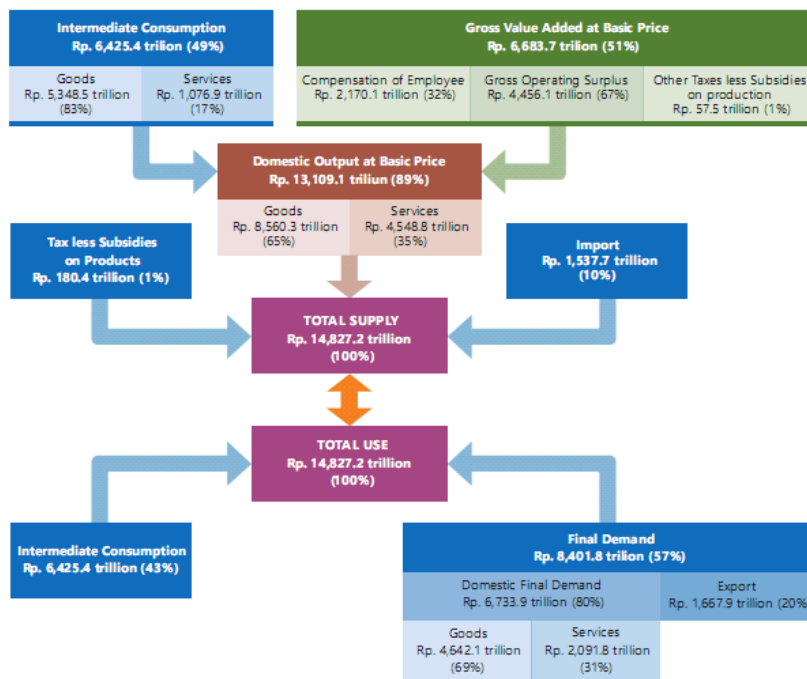 Intermediate Consumption
Rp. 6,425.4 trilion (49%)
Goods
Rp. 5,348.5 trillion
(83%)
Services
Rp. 1,076.9 trillion
(17%)
Gross Value Added at Basic Price
Rp. 6,683.7 trilion (51%)
Compensation of Employee
Rp. 2,170.1 trillion (32%)
Gross Operating Surplus
Rp. 4,456.1 trillion (67%)
Other Taxes less Subsidies
on production
Rp. 57.5 trillion (1%)
Domestic Output at Basic Price
Rp. 13,109.1 triliun (89%)
Goods
Rp. 8,560.3 trillion
(65%)
Services
Rp. 4,548.8 trillion
(35%)
Tax less Subsidies
on Products
Rp. 180.4 trillion (1%)
Import
Rp. 1,537.7 trillion
(10%)
TOTAL SUPPLY
Rp. 14,827.2 trillion
(100%)
TOTAL USE
Rp. 14,827.2 trillion
(100%)
Intermediate Consumption
Rp. 6,425.4 trillion (43%)
Final Demand
Rp. 8,401.8 trilion (57%)
Domestic Final Demand
Rp. 6,733.9 trillion (80%)
Export
Rp. 1,667.9 trillion (20%
Goods
Rp. 4,642.1 trillion
(69%)
Services
Rp. 2,091.8 trillion
(31%)